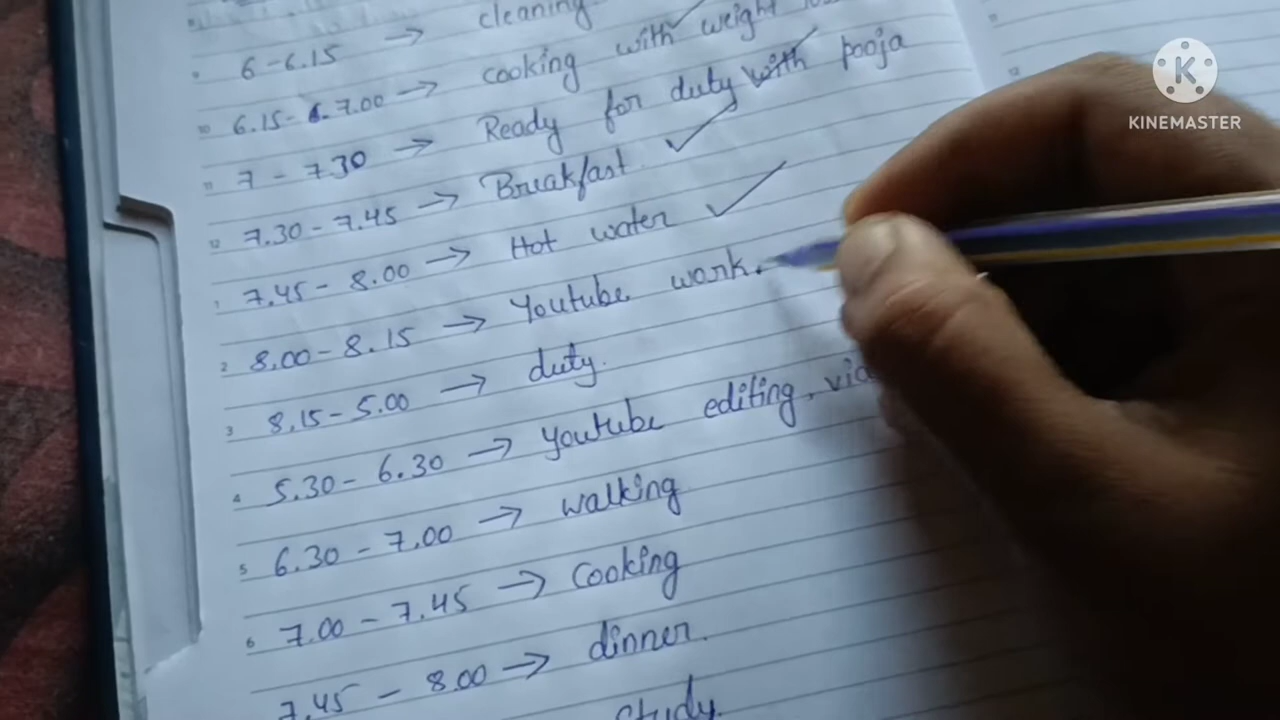 cleaning
6 - 6.15 → cooking with weight
6.15 - 7.00 → Ready for duty with pooja
7 - 7.30 → Breakfast
7.30 - 7.45 → Hot water
7.45 - 8.00 → Youtube work.
8.00 - 8.15 → duty.
8.15 - 5.00 → Youtube editing,
5.30 - 6.30 → walking
6.30 - 7.00 → cooking
7.00 - 7.45 → dinner.
7.45 - 8.00 → study.
K
KINEMASTER